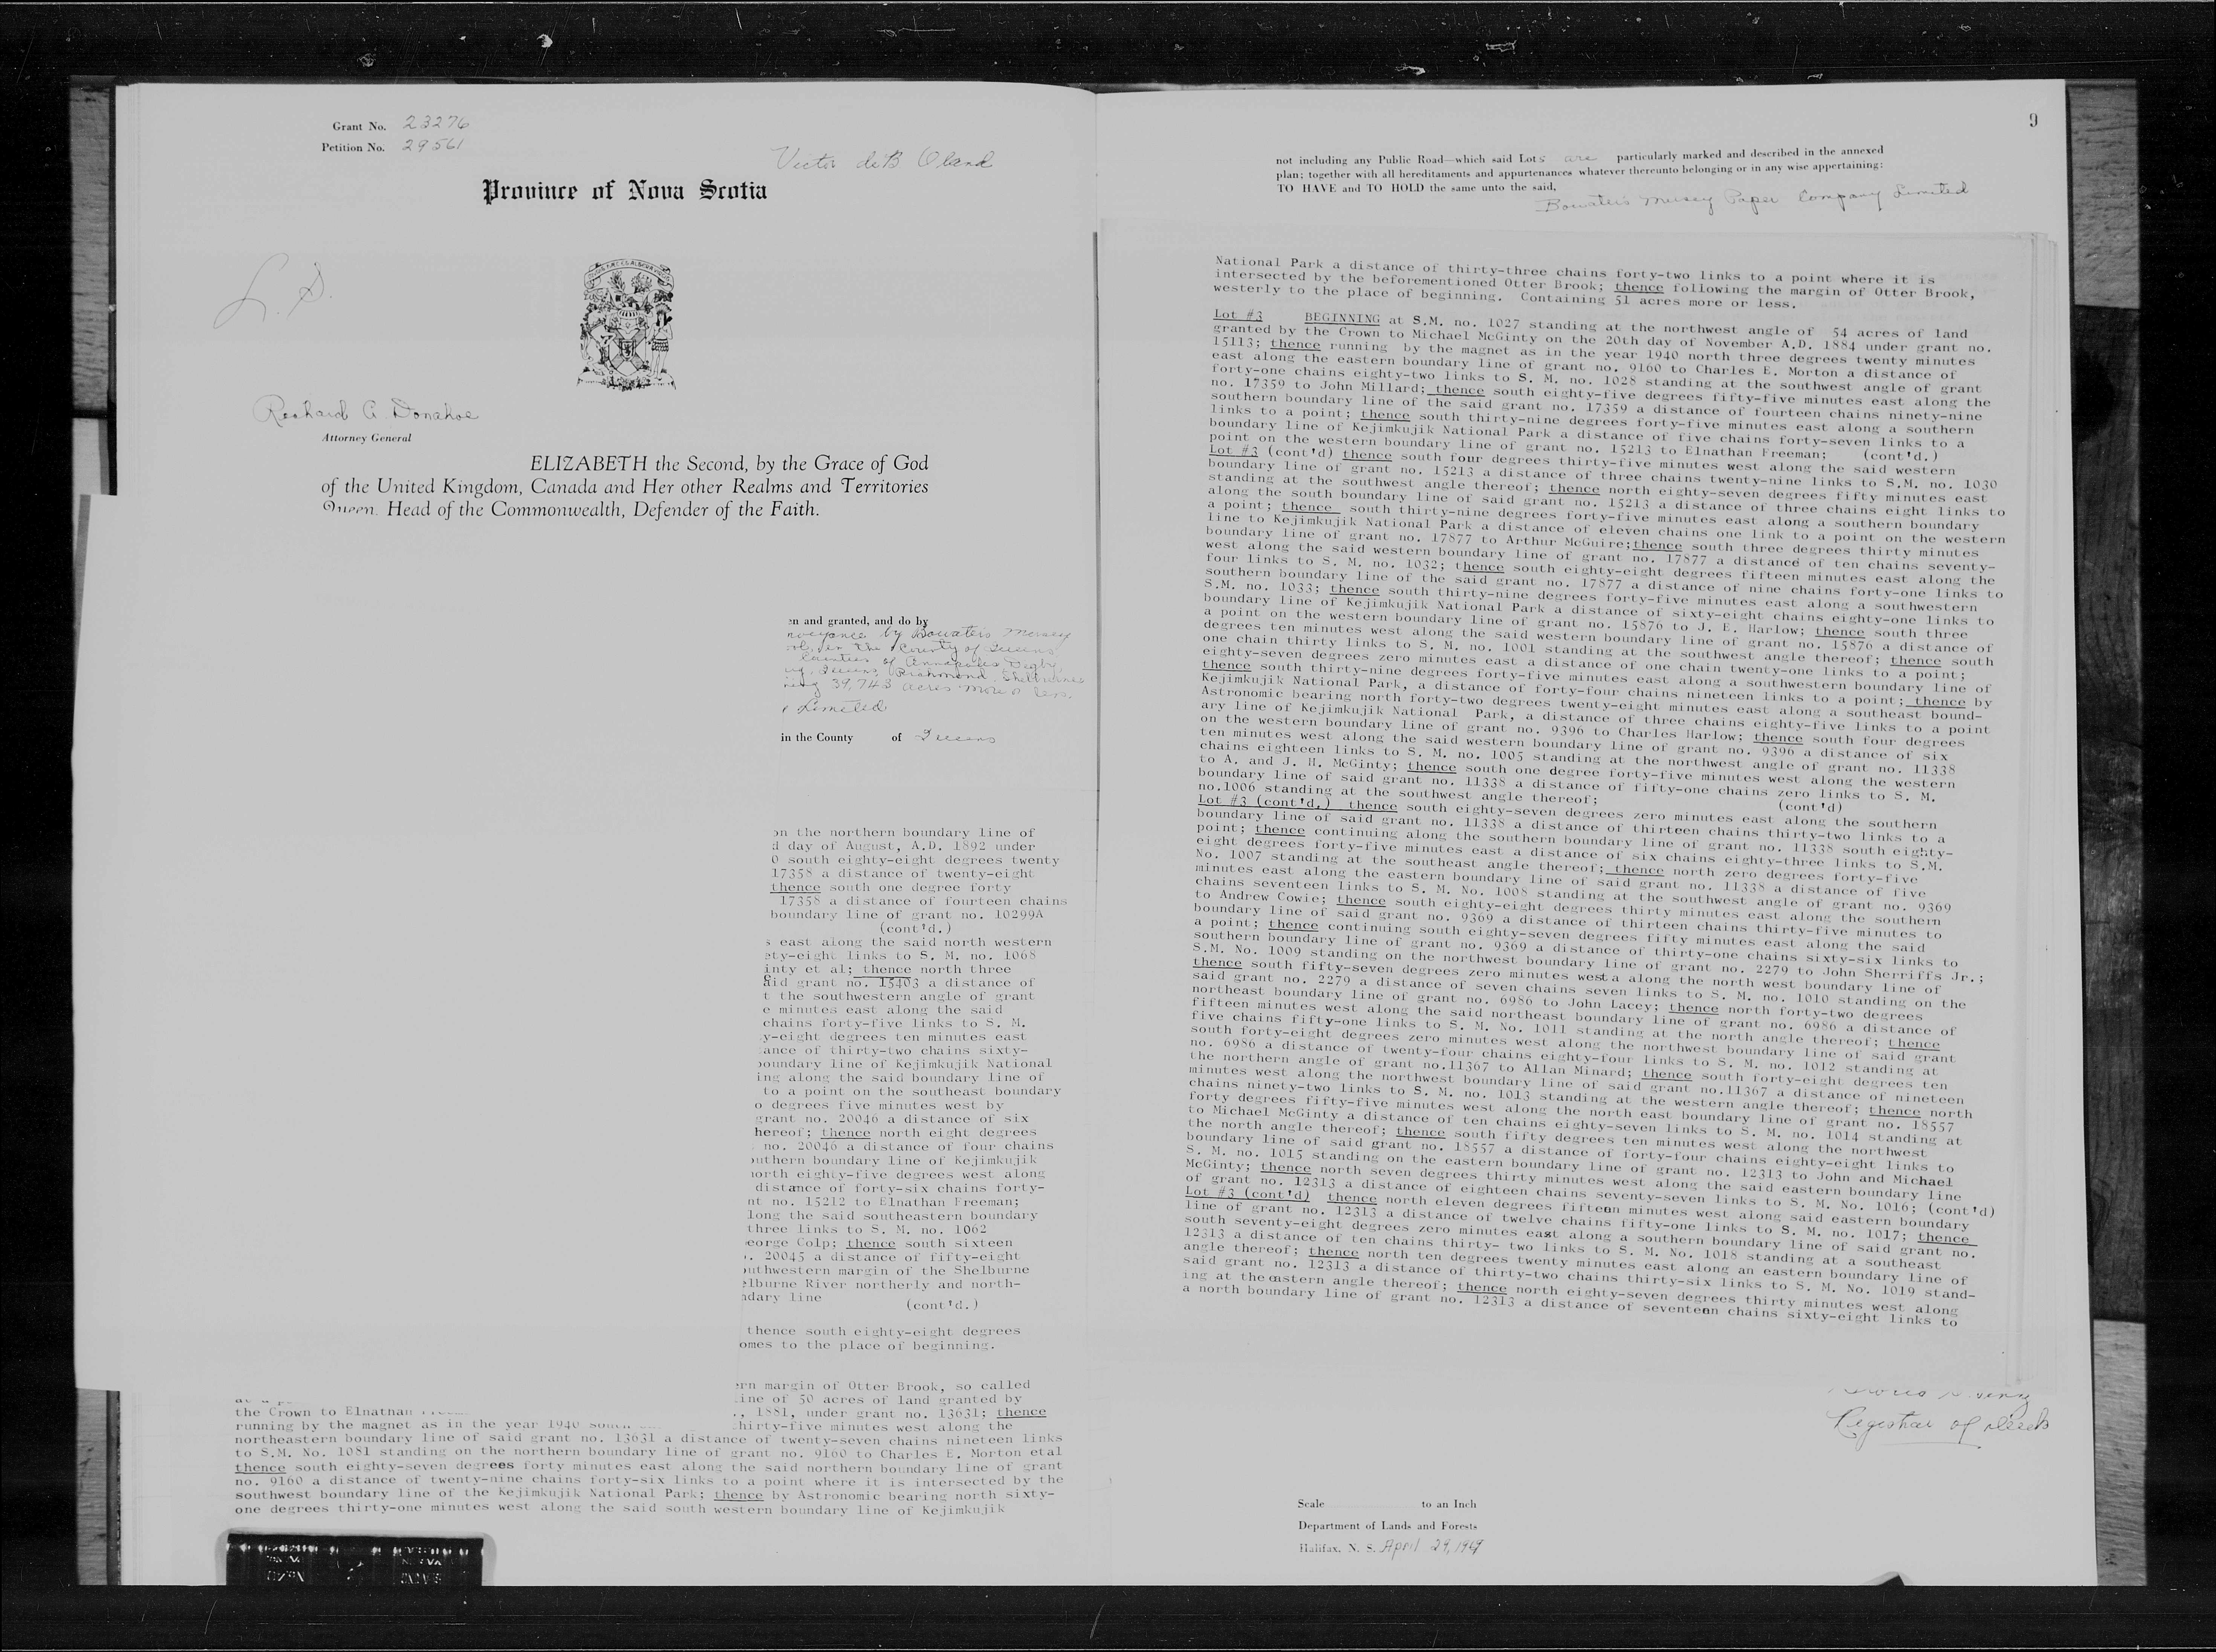 Grant No. 23276
Petition No. 29561
Victor deB Oland
Province of Nova Scotia
L. S.
Richard A. Donahoe
Attorney General
ELIZABETH the Second, by the Grace of God
of the United Kingdom, Canada and Her other Realms and Territories
Queen, Head of the Commonwealth, Defender of the Faith.
en and granted, and do by
nveyance by Bowaters Mersey
in the County of Queens
Counties of Annapolis Digby,
Queens, Richmond, Shelburne
39,743 acres more or less.
Limited
in the County of Queens
on the northern boundary line of
d day of August, A.D. 1892 under
0 south eighty-eight degrees twenty
17358 a distance of twenty-eight
thence south one degree forty
17358 a distance of fourteen chains
boundary line of grant no. 10299A
(cont'd.)
s east along the said north western
ety-eight links to S. M. no. 1068
inty et al; thence north three
aid grant no. 15403 a distance of
t the southwestern angle of grant
e minutes east along the said
chains forty-five links to S. M.
y-eight degrees ten minutes east
ance of thirty-two chains sixty-
boundary line of Kejimkujik National
ing along the said boundary line of
to a point on the southeast boundary
o degrees five minutes west by
grant no. 20046 a distance of six
hereof; thence north eight degrees
no. 20046 a distance of four chains
outhern boundary line of Kejimkujik
north eighty-five degrees west along
distance of forty-six chains forty-
nt no. 15212 to Elnathan Freeman;
long the said southeastern boundary
three links to S. M. no. 1062
eorge Colp; thence south sixteen
. 20045 a distance of fifty-eight
outhwestern margin of the Shelburne
elburne River northerly and north-
ndary line (cont'd.)
thence south eighty-eight degrees
omes to the place of beginning.
ern margin of Otter Brook, so called
line of 50 acres of land granted by
the Crown to Elnathan ., 1881, under grant no. 13631; thence
running by the magnet as in the year 1940 south thirty-five minutes west along the
northeastern boundary line of said grant no. 13631 a distance of twenty-seven chains nineteen links
to S.M. No. 1081 standing on the northern boundary line of grant no. 9160 to Charles E. Morton etal
thence south eighty-seven degrees forty minutes east along the said northern boundary line of grant
no. 9160 a distance of twenty-nine chains forty-six links to a point where it is intersected by the
southwest boundary line of the Kejimkujik National Park; thence by Astronomic bearing north sixty-
one degrees thirty-one minutes west along the said south western boundary line of Kejimkujik
9
not including any Public Road—which said Lots are particularly marked and described in the annexed
plan; together with all hereditaments and appurtenances whatever thereunto belonging or in any wise appertaining:
TO HAVE and TO HOLD the same unto the said,
Bowaters Mersey Paper Company Limited
National Park a distance of thirty-three chains forty-two links to a point where it is
intersected by the beforementioned Otter Brook; thence following the margin of Otter Brook,
westerly to the place of beginning. Containing 51 acres more or less.
Lot #3 BEGINNING at S.M. no. 1027 standing at the northwest angle of 54 acres of land
granted by the Crown to Michael McGinty on the 20th day of November A.D. 1884 under grant no.
15113; thence running by the magnet as in the year 1940 north three degrees twenty minutes
east along the eastern boundary line of grant no. 9160 to Charles E. Morton a distance of
forty-one chains eighty-two links to S. M. no. 1028 standing at the southwest angle of grant
no. 17359 to John Millard; thence south eighty-five degrees fifty-five minutes east along the
southern boundary line of the said grant no. 17359 a distance of fourteen chains ninety-nine
links to a point; thence south thirty-nine degrees forty-five minutes east along a southern
boundary line of Kejimkujik National Park a distance of five chains forty-seven links to a
point on the western boundary line of grant no. 15213 to Elnathan Freeman; (cont'd.)
Lot #3 (cont'd) thence south four degrees thirty-five minutes west along the said western
boundary line of grant no. 15213 a distance of three chains twenty-nine links to S.M. no. 1030
standing at the southwest angle thereof; thence north eighty-seven degrees fifty minutes east
along the south boundary line of said grant no. 15213 a distance of three chains eight links to
a point; thence south thirty-nine degrees forty-five minutes east along a southern boundary
line to Kejimkujik National Park a distance of eleven chains one link to a point on the western
boundary line of grant no. 17877 to Arthur McGuire;thence south three degrees thirty minutes
west along the said western boundary line of grant no. 17877 a distance of ten chains seventy-
four links to S. M. no. 1032; thence south eighty-eight degrees fifteen minutes east along the
southern boundary line of the said grant no. 17877 a distance of nine chains forty-one links to
S.M. no. 1033; thence south thirty-nine degrees forty-five minutes east along a southwestern
boundary line of Kejimkujik National Park a distance of sixty-eight chains eighty-one links to
a point on the western boundary line of grant no. 15876 to J. E. Harlow; thence south three
degrees ten minutes west along the said western boundary line of grant no. 15876 a distance of
one chain thirty links to S. M. no. 1001 standing at the southwest angle thereof; thence south
eighty-seven degrees zero minutes east a distance of one chain twenty-one links to a point;
thence south thirty-nine degrees forty-five minutes east along a southwestern boundary line of
Kejimkujik National Park, a distance of forty-four chains nineteen links to a point; thence by
Astronomic bearing north forty-two degrees twenty-eight minutes east along a southeast bound-
ary line of Kejimkujik National Park, a distance of three chains eighty-five links to a point
on the western boundary line of grant no. 9396 to Charles Harlow; thence south four degrees
ten minutes west along the said western boundary line of grant no. 9396 a distance of six
chains eighteen links to S. M. no. 1005 standing at the northwest angle of grant no. 11338
to A. and J. H. McGinty; thence south one degree forty-five minutes west along the western
boundary line of said grant no. 11338 a distance of fifty-one chains zero links to S. M.
no.1006 standing at the southwest angle thereof; (cont'd)
Lot #3 (cont'd.) thence south eighty-seven degrees zero minutes east along the southern
boundary line of said grant no. 11338 a distance of thirteen chains thirty-two links to a
point; thence continuing along the southern boundary line of grant no. 11338 south eighty-
eight degrees forty-five minutes east a distance of six chains eighty-three links to S.M.
No. 1007 standing at the southeast angle thereof; thence north zero degrees forty-five
minutes east along the eastern boundary line of said grant no. 11338 a distance of five
chains seventeen links to S. M. No. 1008 standing at the southwest angle of grant no. 9369
to Andrew Cowie; thence south eighty-eight degrees thirty minutes east along the southern
boundary line of said grant no. 9369 a distance of thirteen chains thirty-five minutes to
a point; thence continuing south eighty-seven degrees fifty minutes east along the said
southern boundary line of grant no. 9369 a distance of thirty-one chains sixty-six links to
S.M. No. 1009 standing on the northwest boundary line of grant no. 2279 to John Sherriffs Jr.;
thence south fifty-seven degrees zero minutes westa along the north west boundary line of
said grant no. 2279 a distance of seven chains seven links to S. M. no. 1010 standing on the
northeast boundary line of grant no. 6986 to John Lacey; thence north forty-two degrees
fifteen minutes west along the said northeast boundary line of grant no. 6986 a distance of
five chains fifty-one links to S. M. No. 1011 standing at the north angle thereof; thence
south forty-eight degrees zero minutes west along the northwest boundary line of said grant
no. 6986 a distance of twenty-four chains eighty-four links to S. M. no. 1012 standing at
the northern angle of grant no.11367 to Allan Minard; thence south forty-eight degrees ten
minutes west along the northwest boundary line of said grant no.11367 a distance of nineteen
chains ninety-two links to S. M. no. 1013 standing at the western angle thereof; thence north
forty degrees fifty-five minutes west along the north east boundary line of grant no. 18557
to Michael McGinty a distance of ten chains eighty-seven links to S. M. no. 1014 standing at
the north angle thereof; thence south fifty degrees ten minutes west along the northwest
boundary line of said grant no. 18557 a distance of forty-four chains eighty-eight links to
S. M. no. 1015 standing on the eastern boundary line of grant no. 12313 to John and Michael
McGinty; thence north seven degrees thirty minutes west along the said eastern boundary line
of grant no. 12313 a distance of eighteen chains seventy-seven links to S. M. No. 1016; (cont'd)
Lot #3 (cont'd) thence north eleven degrees fifteen minutes west along said eastern boundary
line of grant no. 12313 a distance of twelve chains fifty-one links to S. M. no. 1017; thence
south seventy-eight degrees zero minutes east along a southern boundary line of said grant no.
12313 a distance of ten chains thirty- two links to S. M. No. 1018 standing at a southeast
angle thereof; thence north ten degrees twenty minutes east along an eastern boundary line of
said grant no. 12313 a distance of thirty-two chains thirty-six links to S. M. No. 1019 stand-
ing at the eastern angle thereof; thence north eighty-seven degrees thirty minutes west along
a north boundary line of grant no. 12313 a distance of seventeen chains sixty-eight links to
Registrar of Deeds
Scale to an Inch
Department of Lands and Forests
Halifax, N. S. April 29, 1969